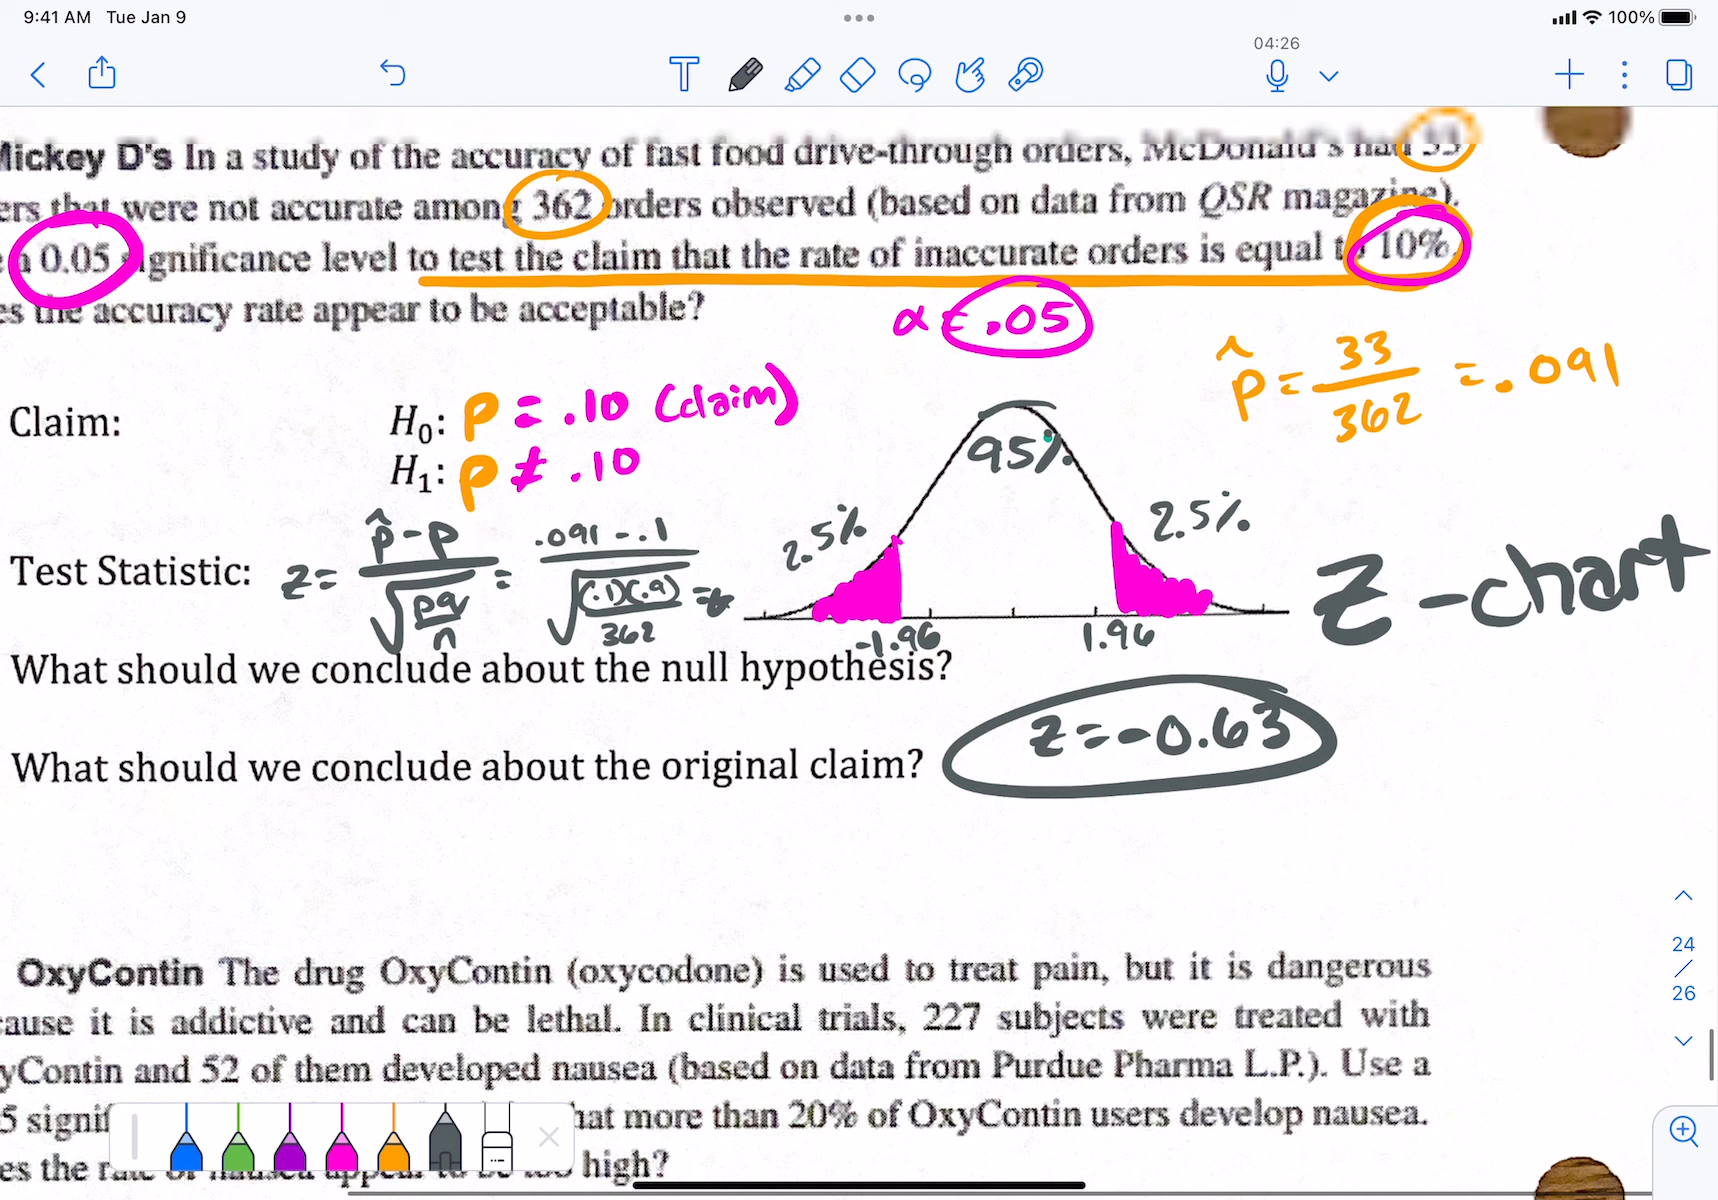 9:41 AM Tue Jan 9
100%
04:26
Mickey D's In a study of the accuracy of fast food drive-through orders, McDonald's had 33
ers that were not accurate among 362 orders observed (based on data from QSR magazine).
a 0.05 significance level to test the claim that the rate of inaccurate orders is equal to 10%.
es the accuracy rate appear to be acceptable?
α = .05
p̂ = 33/362 = .091
Claim:
H₀: p = .10 (claim)
H₁: p ≠ .10
95%
2.5%
2.5%
Test Statistic: z = (p̂ - p)/√(pq/n) = (.091 - .1)/√((.1)(.9)/362) =
-1.96
1.96
z-chart
What should we conclude about the null hypothesis?
z = -0.63
What should we conclude about the original claim?
24
/
26
OxyContin The drug OxyContin (oxycodone) is used to treat pain, but it is dangerous
cause it is addictive and can be lethal. In clinical trials, 227 subjects were treated with
yContin and 52 of them developed nausea (based on data from Purdue Pharma L.P.). Use a
5 signif hat more than 20% of OxyContin users develop nausea.
es the rate of nausea appear to be too high?